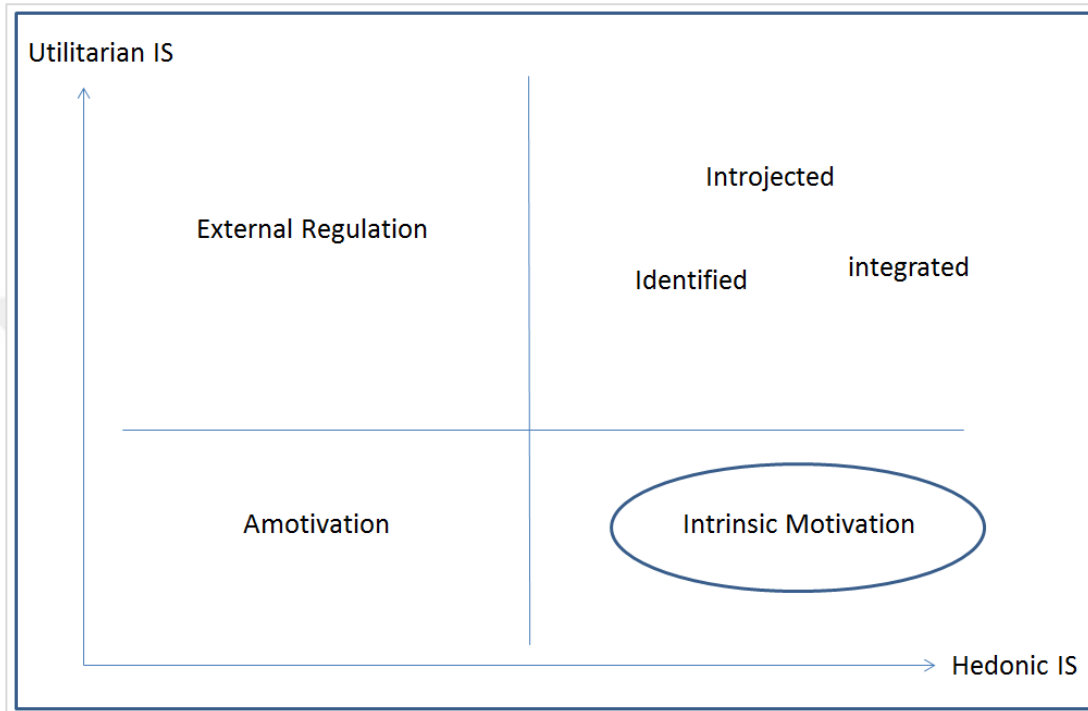 Utilitarian IS
Introjected
External Regulation
Identified
integrated
Amotivation
Intrinsic Motivation
Hedonic IS